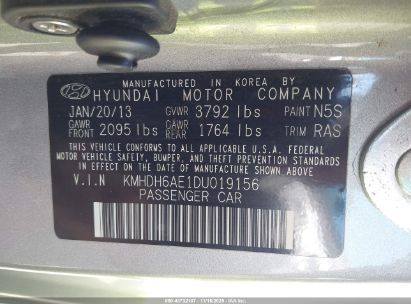 MANUFACTURED IN KOREA BY
HYUNDAI MOTOR COMPANY
JAN/20/13 GVWR 3792 lbs PAINT N5S
GAWR FRONT 2095 lbs GAWR REAR 1764 lbs TRIM RAS
THIS VEHICLE CONFORMS TO ALL APPLICABLE U.S.A. FEDERAL
MOTOR VEHICLE SAFETY, BUMPER, AND THEFT PREVENTION
STANDARDS IN EFFECT ON THE DATE OF MANUFACTURE SHOWN
ABOVE.
V.I.N KMHDH6AE1DU019156
PASSENGER CAR